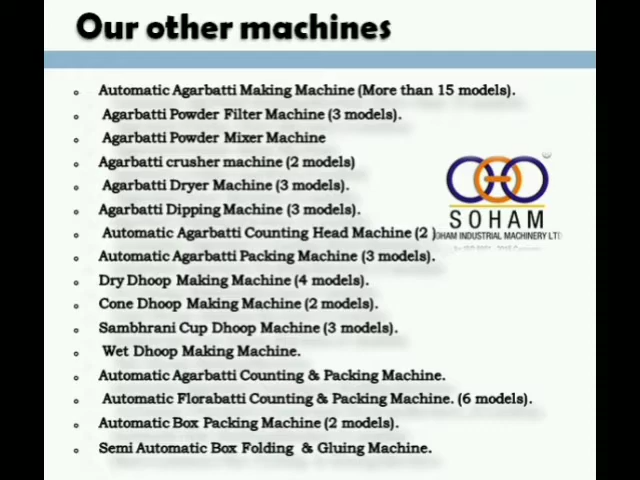 Our other machines
Automatic Agarbatti Making Machine (More than 15 models).
Agarbatti Powder Filter Machine (3 models).
Agarbatti Powder Mixer Machine
Agarbatti crusher machine (2 models)
Agarbatti Dryer Machine (3 models).
Agarbatti Dipping Machine (3 models).
Automatic Agarbatti Counting Head Machine (2 )
Automatic Agarbatti Packing Machine (3 models).
Dry Dhoop Making Machine (4 models).
Cone Dhoop Making Machine (2 models).
Sambhrani Cup Dhoop Machine (3 models).
Wet Dhoop Making Machine.
Automatic Agarbatti Counting & Packing Machine.
Automatic Florabatti Counting & Packing Machine. (6 models).
Automatic Box Packing Machine (2 models).
Semi Automatic Box Folding & Gluing Machine.
SOHAM
OHAM INDUSTRIAL MACHINERY LT